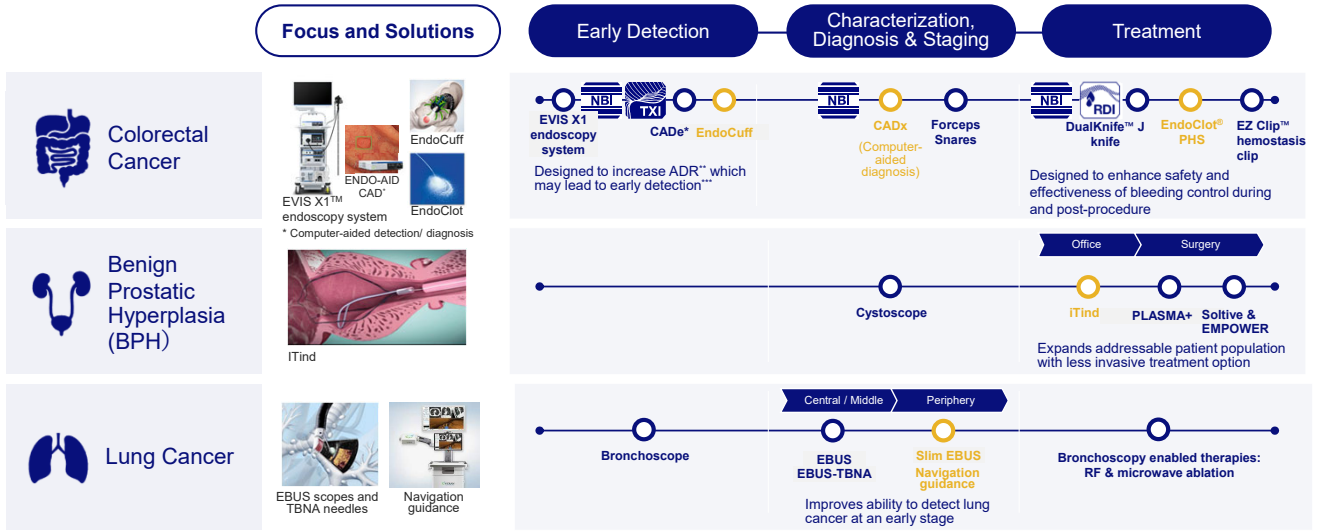 Focus and Solutions
Early Detection
Characterization,
Diagnosis & Staging
Treatment
Colorectal
Cancer
EVIS X1™
endoscopy system
ENDO-AID
CAD*
EndoCuff
EndoClot
* Computer-aided detection/ diagnosis
EVIS X1
endoscopy
system
NBI
TXI
CADe*
EndoCuff
Designed to increase ADR** which
may lead to early detection***
NBI
CADx
(Computer-
aided
diagnosis)
Forceps
Snares
NBI
RDI
DualKnife™ J
knife
EndoClot®
PHS
EZ Clip™
hemostasis
clip
Designed to enhance safety and
effectiveness of bleeding control during
and post-procedure
Benign
Prostatic
Hyperplasia
(BPH）
ITind
Cystoscope
Office
Surgery
iTind
PLASMA+
Soltive &
EMPOWER
Expands addressable patient population
with less invasive treatment option
Lung Cancer
EBUS scopes and
TBNA needles
Navigation
guidance
Bronchoscope
Central / Middle
Periphery
EBUS
EBUS-TBNA
Slim EBUS
Navigation
guidance
Improves ability to detect lung
cancer at an early stage
Bronchoscopy enabled therapies:
RF & microwave ablation